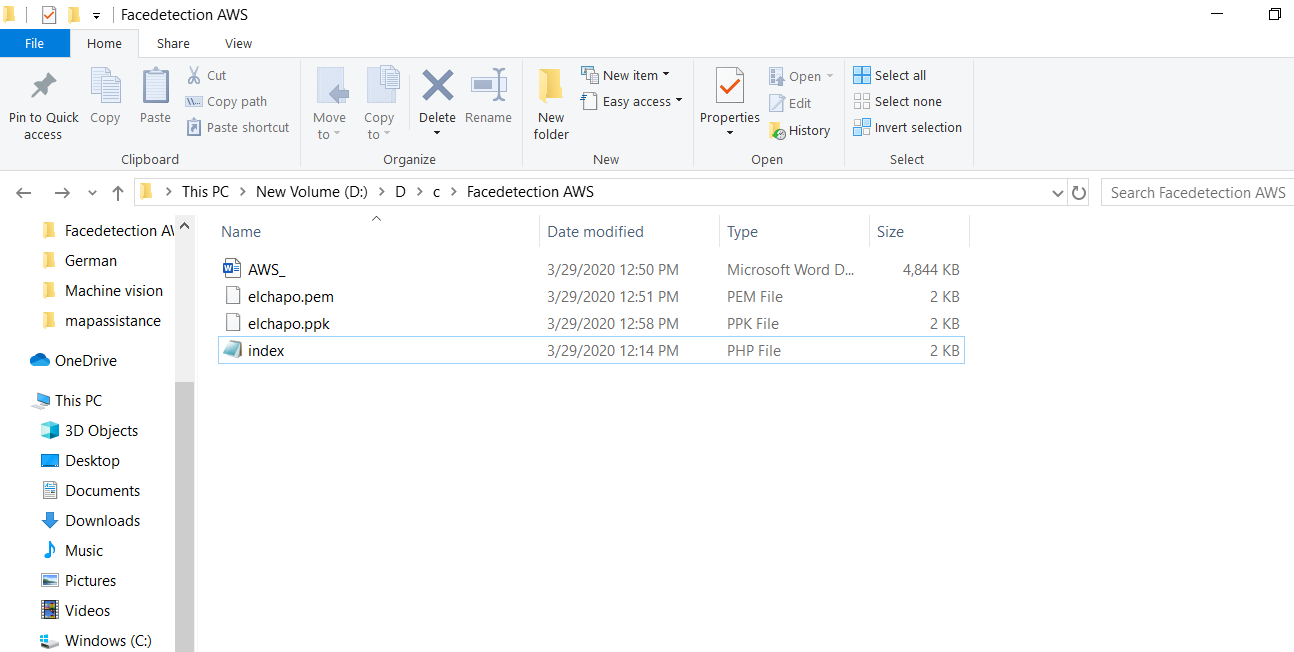 Facedetection AWS
File Home Share View
Pin to Quick access
Copy
Paste
Cut
Copy path
Paste shortcut
Clipboard
Move to
Copy to
Delete
Rename
Organize
New folder
New item
Easy access
New
Properties
Open
Edit
History
Open
Select all
Select none
Invert selection
Select
This PC > New Volume (D:) > D > c > Facedetection AWS
Search Facedetection AWS
Facedetection AW
German
Machine vision
mapassistance
OneDrive
This PC
3D Objects
Desktop
Documents
Downloads
Music
Pictures
Videos
Windows (C:)
Name Date modified Type Size
AWS_ 3/29/2020 12:50 PM Microsoft Word D... 4,844 KB
elchapo.pem 3/29/2020 12:51 PM PEM File 2 KB
elchapo.ppk 3/29/2020 12:58 PM PPK File 2 KB
index 3/29/2020 12:14 PM PHP File 2 KB